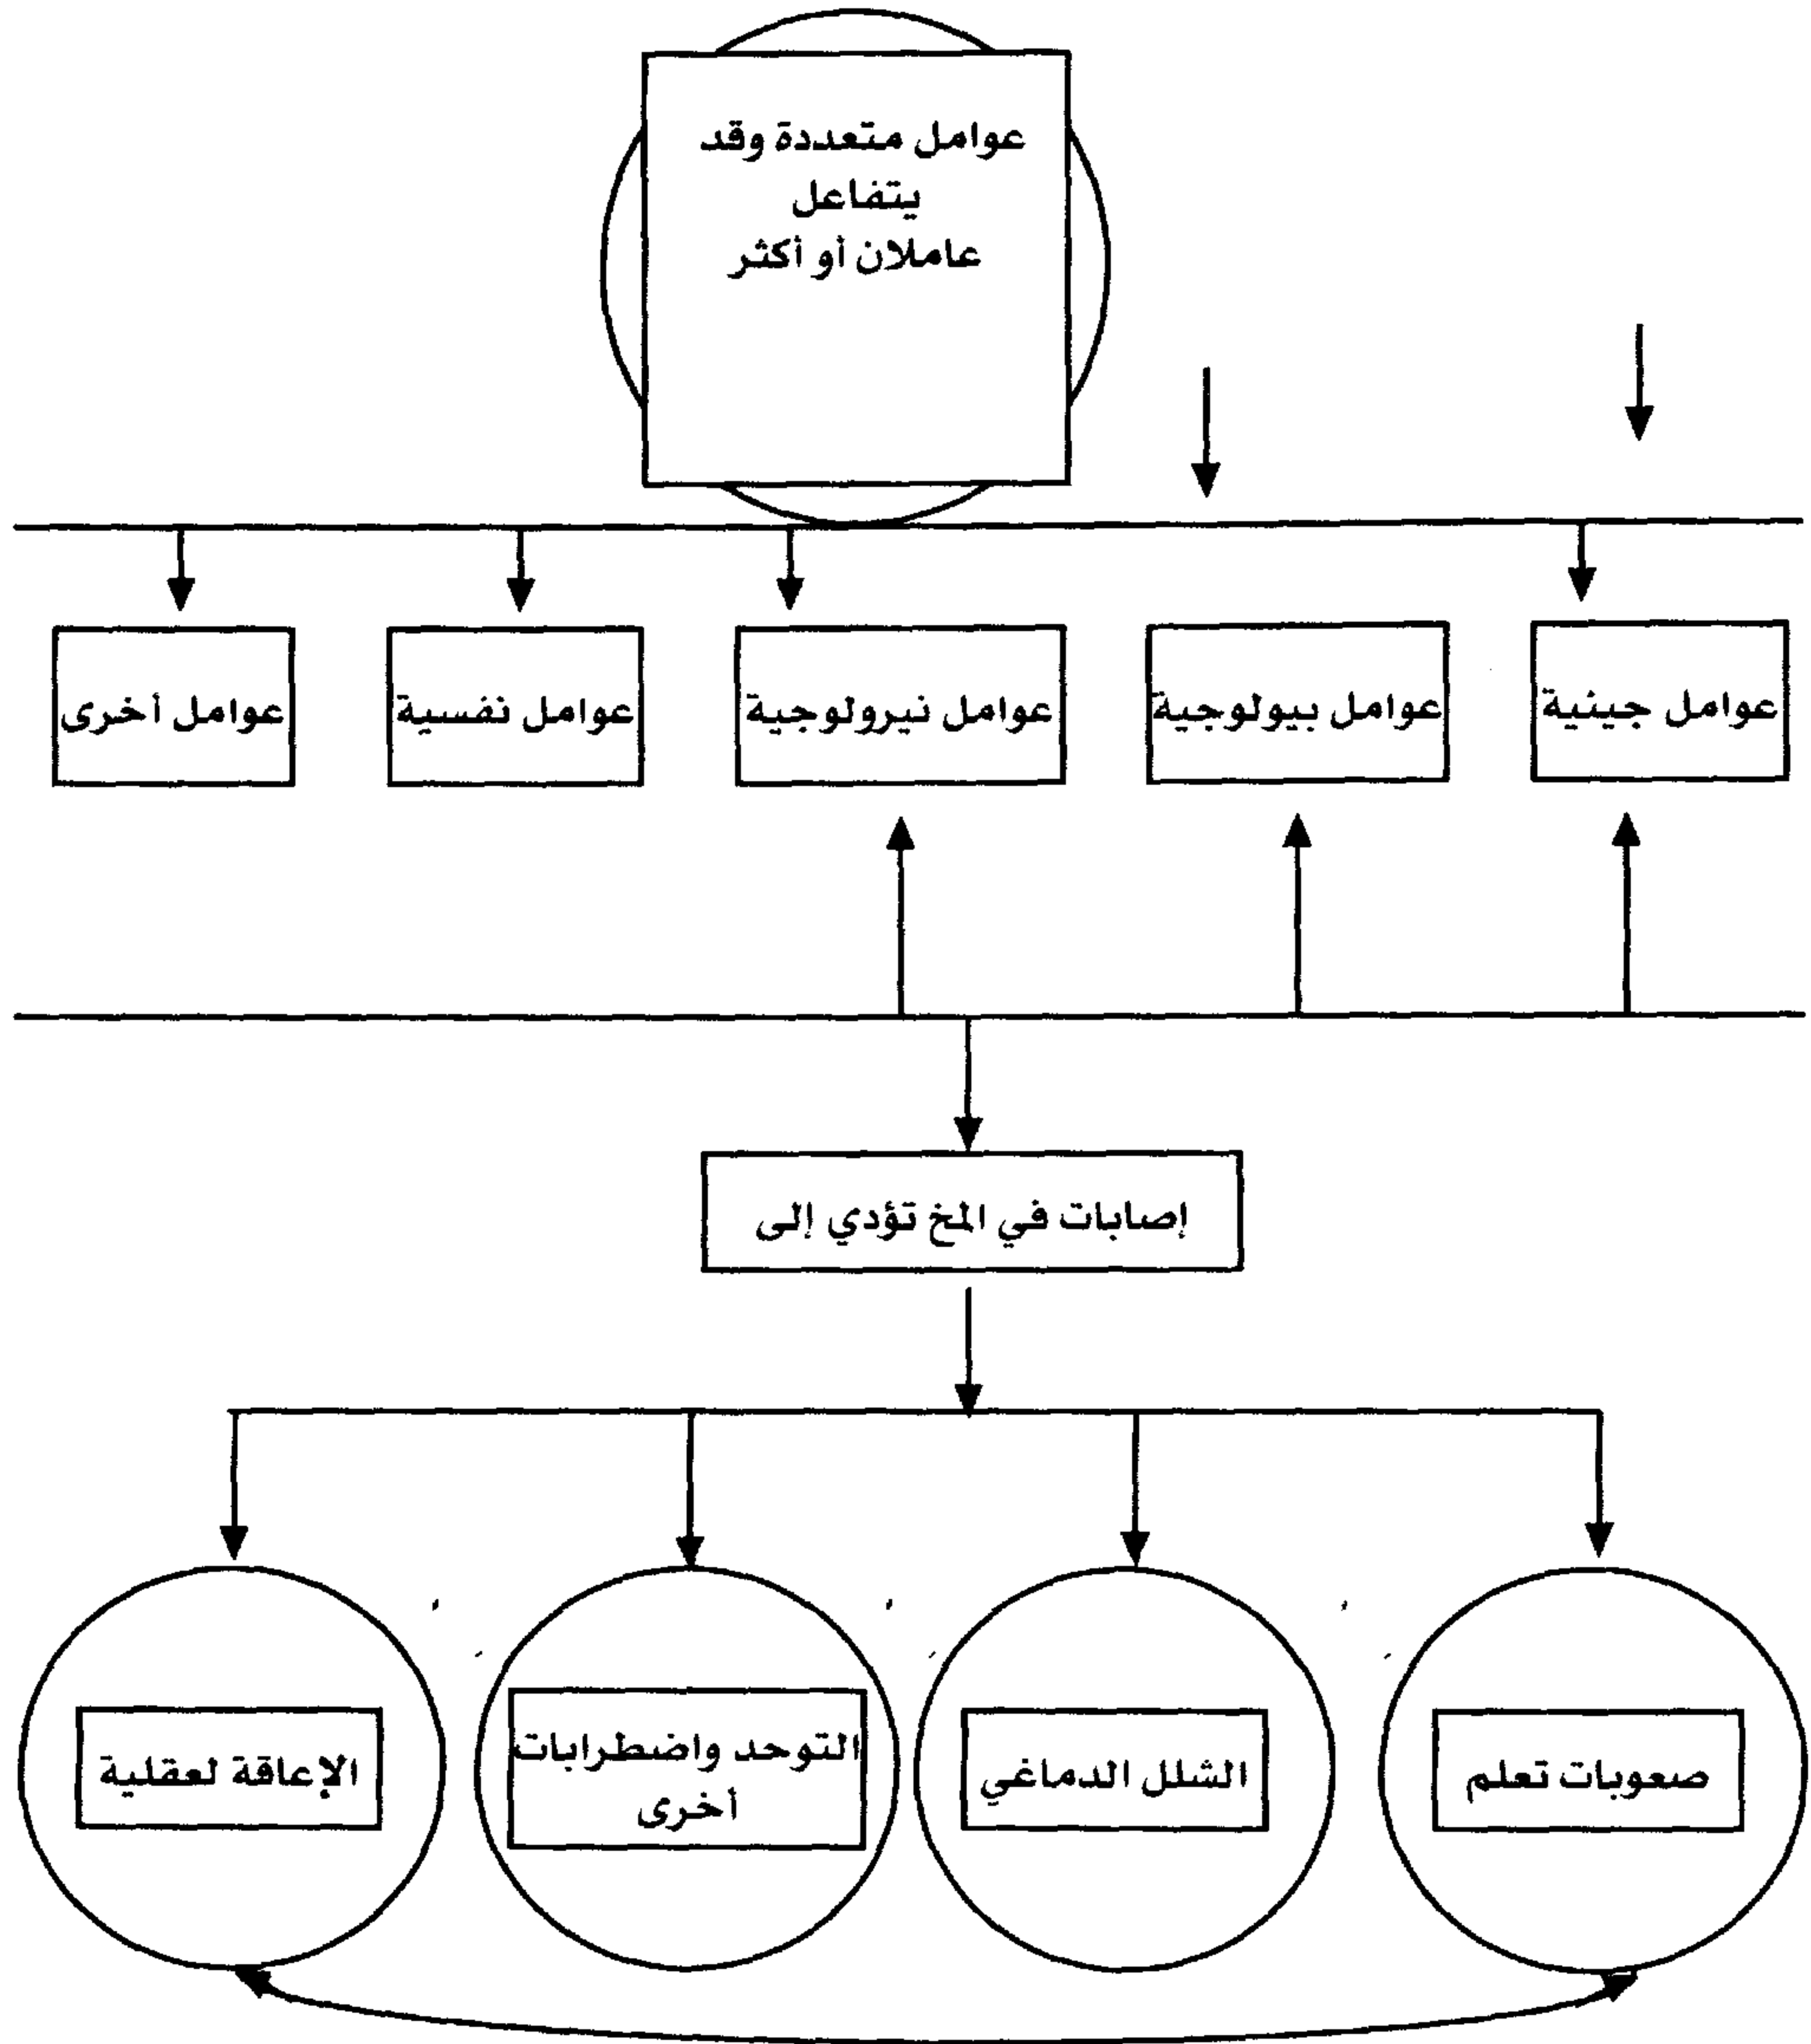 عوامل متعددة وقد
يتفاعل
عاملان أو أكثر
عوامل جينية
عوامل بيولوجية
عوامل نيرولوجية
عوامل نفسية
عوامل أخرى
إصابات في المخ تؤدي إلى
صعوبات تعلم
الشلل الدماغي
التوحد واضطرابات
أخرى
الإعاقة لعقلية